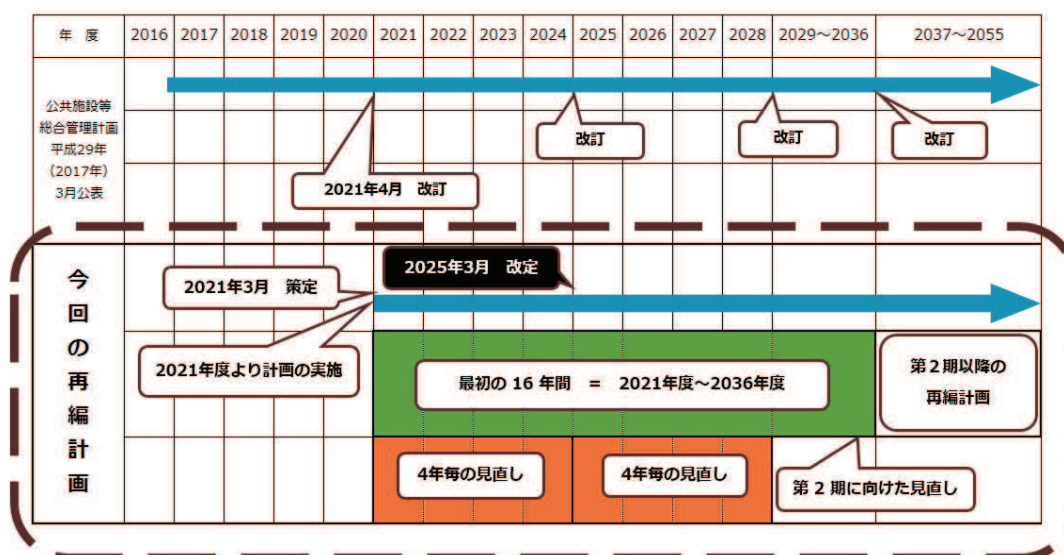 年 度 2016 2017 2018 2019 2020 2021 2022 2023 2024 2025 2026 2027 2028 2029～2036 2037～2055
公共施設等
総合管理計画
平成29年
（2017年）
3月公表
改訂
改訂
改訂
2021年4月 改訂
今回の再編計画
2025年3月 改定
2021年3月 策定
2021年度より計画の実施
最初の 16 年間 ＝ 2021年度～2036年度
第２期以降の
再編計画
4年毎の見直し
4年毎の見直し
第 2 期に向けた見直し